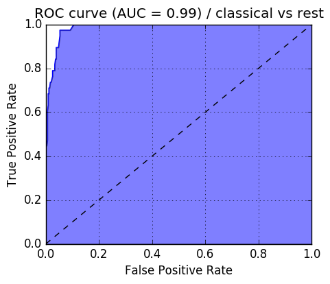 ROC curve (AUC = 0.99) / classical vs rest
1.0
0.8
0.6
0.4
0.2
0.0
True Positive Rate
0.0 0.2 0.4 0.6 0.8 1.0
False Positive Rate